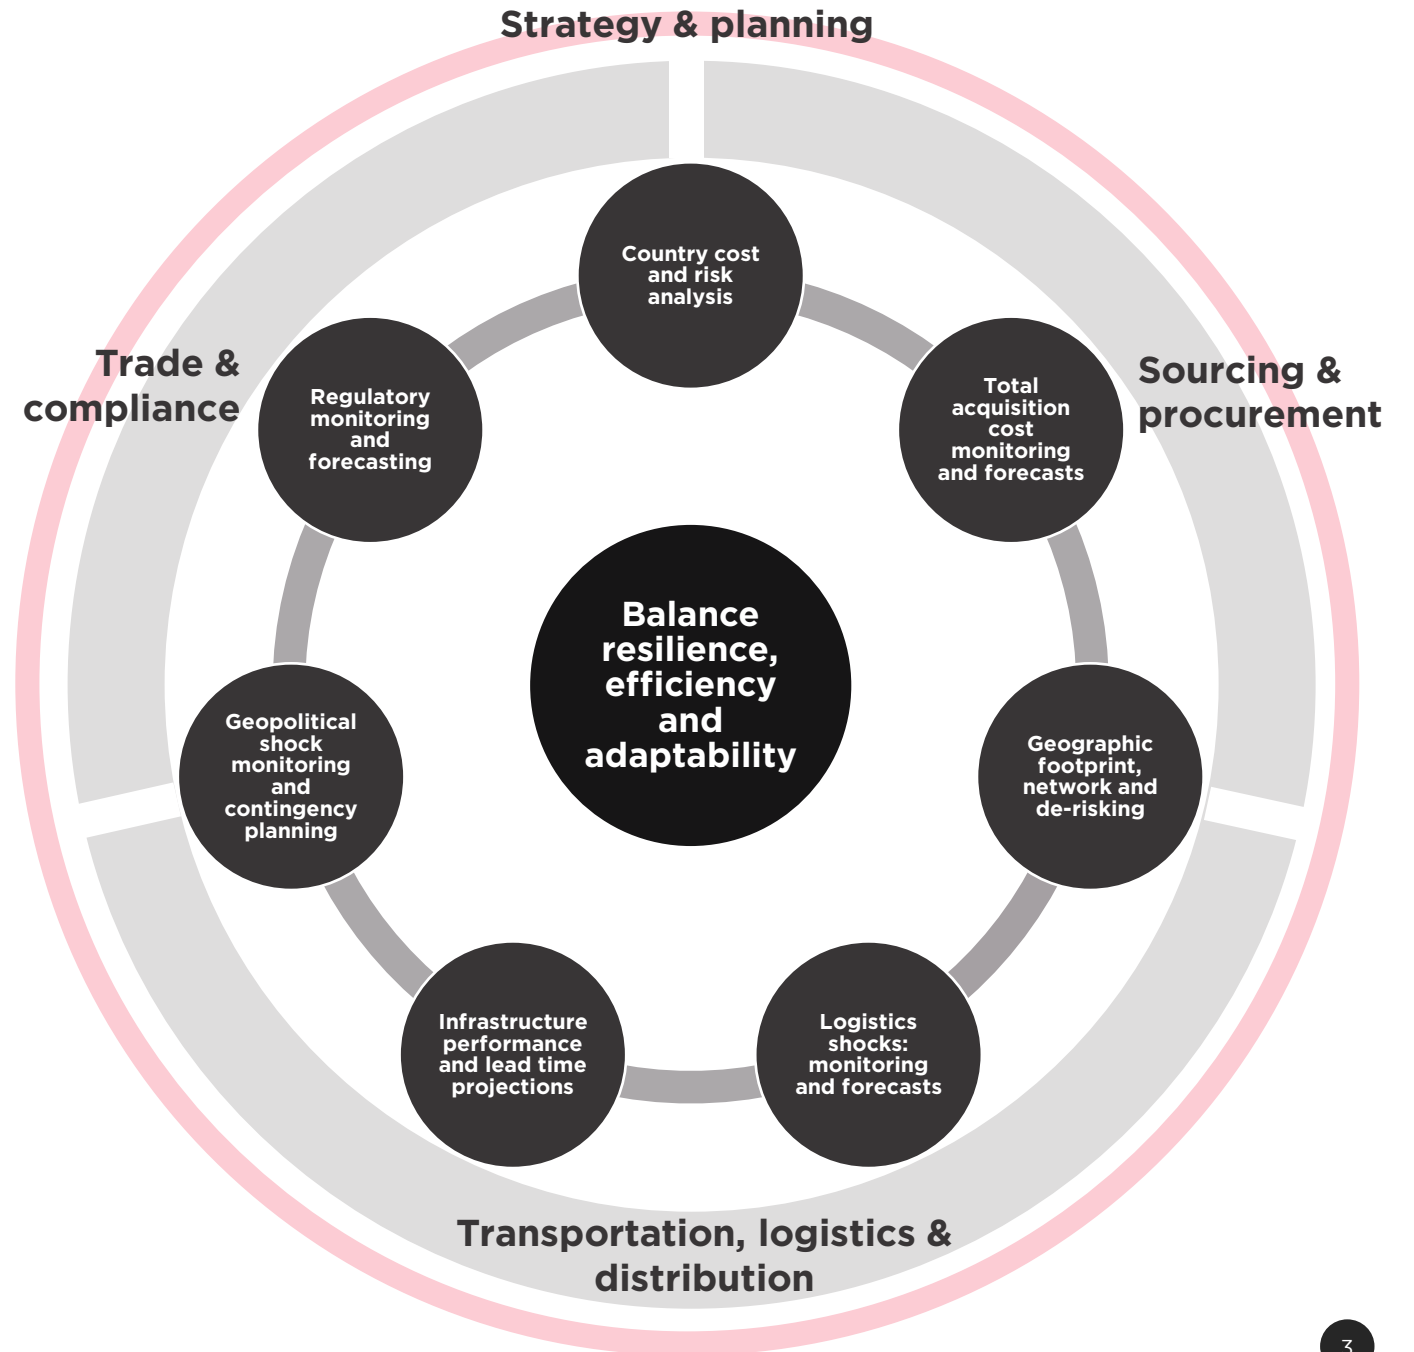 Strategy & planning
Country cost
and risk
analysis
Trade &
compliance
Regulatory
monitoring
and
forecasting
Total
acquisition
cost
monitoring
and forecasts
Sourcing &
procurement
Balance
resilience,
efficiency
and
adaptability
Geopolitical
shock
monitoring
and
contingency
planning
Geographic
footprint,
network and
de-risking
Infrastructure
performance
and lead time
projections
Logistics
shocks:
monitoring
and forecasts
Transportation, logistics &
distribution
3